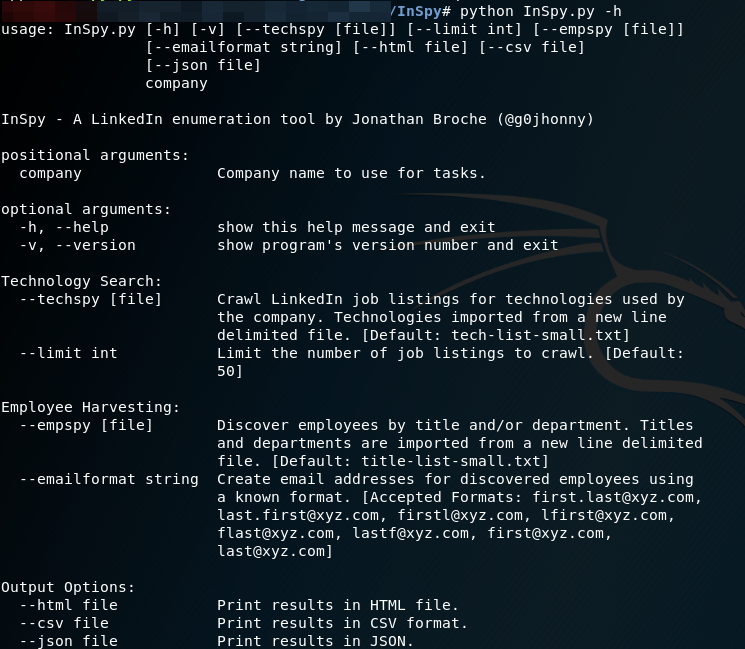 /InSpy# python InSpy.py -h
usage: InSpy.py [-h] [-v] [--techspy [file]] [--limit int] [--empspy [file]]
[--emailformat string] [--html file] [--csv file]
[--json file]
company
InSpy - A LinkedIn enumeration tool by Jonathan Broche (@g0jhonny)
positional arguments:
company Company name to use for tasks.
optional arguments:
-h, --help show this help message and exit
-v, --version show program's version number and exit
Technology Search:
--techspy [file] Crawl LinkedIn job listings for technologies used by
the company. Technologies imported from a new line
delimited file. [Default: tech-list-small.txt]
--limit int Limit the number of job listings to crawl. [Default:
50]
Employee Harvesting:
--empspy [file] Discover employees by title and/or department. Titles
and departments are imported from a new line delimited
file. [Default: title-list-small.txt]
--emailformat string Create email addresses for discovered employees using
a known format. [Accepted Formats: first.last@xyz.com,
last.first@xyz.com, firstl@xyz.com, lfirst@xyz.com,
flast@xyz.com, lastf@xyz.com, first@xyz.com,
last@xyz.com]
Output Options:
--html file Print results in HTML file.
--csv file Print results in CSV format.
--json file Print results in JSON.